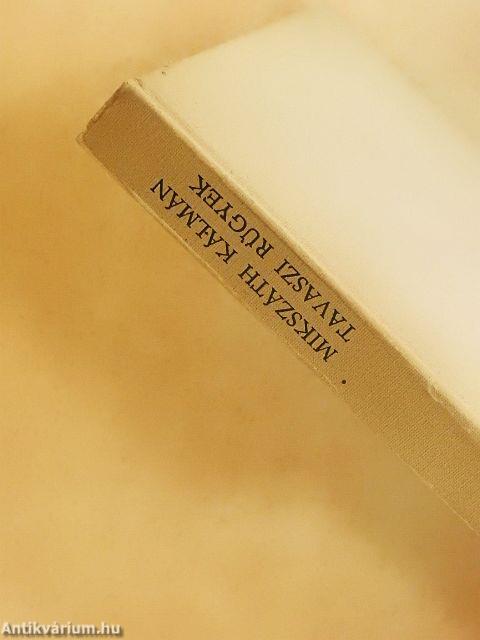 MIKSZÁTH KÁLMÁN
TAVASZI RÜGYEK
Antikvárium.hu